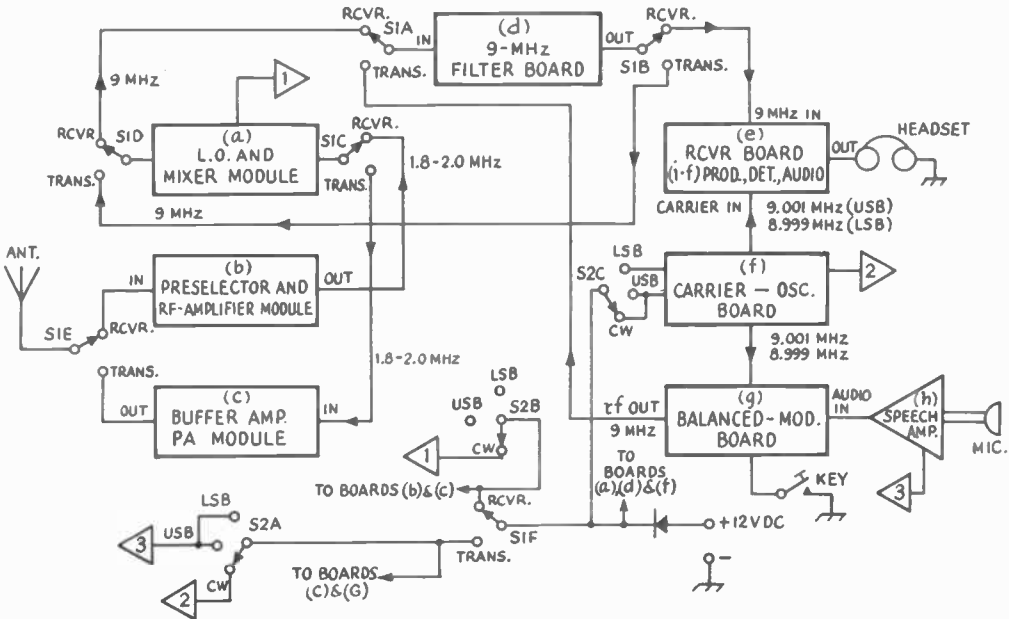 RCVR.
S1A
IN
(d)
9-MHz
FILTER BOARD
OUT
RCVR.
S1B
TRANS.
TRANS.
9 MHz
1
RCVR
S1D
(a)
L.O. AND
MIXER MODULE
S1C
RCVR.
TRANS.
TRANS.
1.8-2.0 MHz
9 MHz
9 MHz IN
(e)
RCVR BOARD
(i-f) PROD., DET., AUDIO
OUT
HEADSET
CARRIER IN
9.001 MHz (USB)
8.999 MHz (LSB)
ANT.
IN
(b)
PRESELECTOR AND
RF-AMPLIFIER MODULE
OUT
S1E
RCVR.
TRANS.
LSB
S2C
USB
CW
(f)
CARRIER – OSC.
BOARD
2
9.001 MHz
8.999 MHz
1.8-2.0 MHz
OUT
(c)
BUFFER AMP.
PA MODULE
IN
LSB
USB
S2B
CW
1
rf OUT
9 MHz
(g)
BALANCED-MOD.
BOARD
AUDIO
IN
(h)
SPEECH
AMP.
MIC.
KEY
3
TO BOARDS (b)&(c)
RCVR.
S1F
TRANS.
TO
BOARDS
(a),(d)&(f)
+12VDC
-
LSB
USB
S2A
CW
3
2
TO BOARDS
(C)&(G)